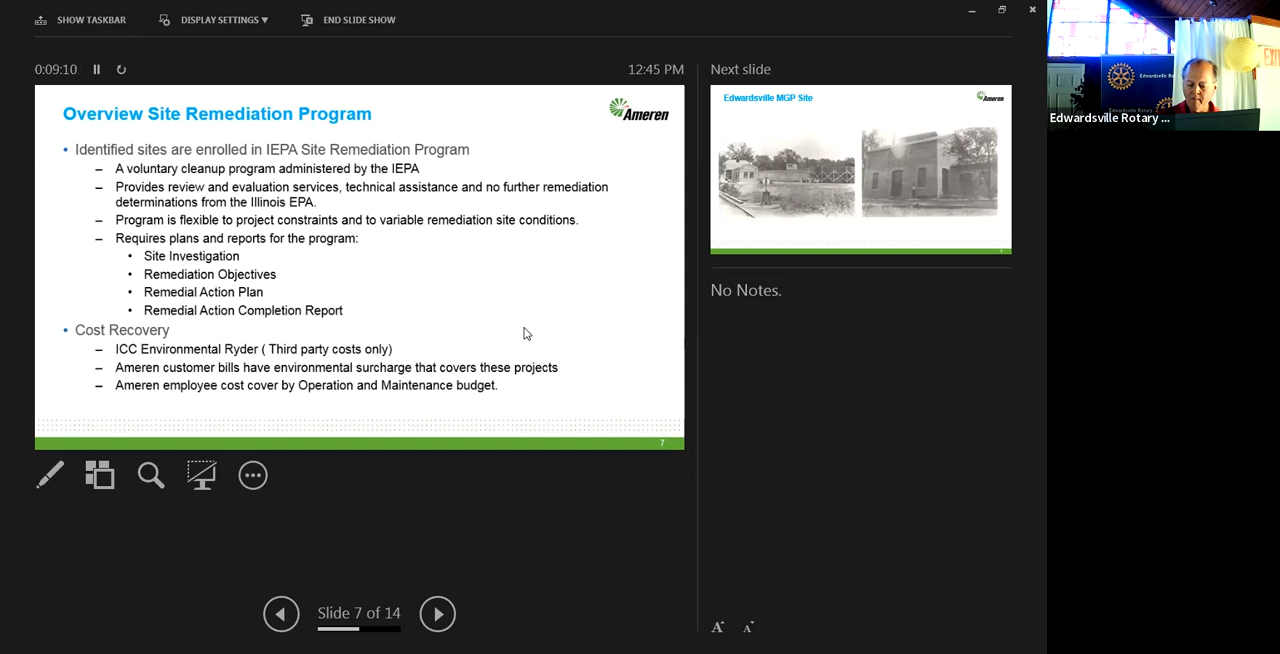 SHOW TASKBAR
DISPLAY SETTINGS ▾
END SLIDE SHOW
0:09:10
12:45 PM
Overview Site Remediation Program
Ameren
• Identified sites are enrolled in IEPA Site Remediation Program
– A voluntary cleanup program administered by the IEPA
– Provides review and evaluation services, technical assistance and no further remediation
determinations from the Illinois EPA.
– Program is flexible to project constraints and to variable remediation site conditions.
– Requires plans and reports for the program:
• Site Investigation
• Remediation Objectives
• Remedial Action Plan
• Remedial Action Completion Report
• Cost Recovery
– ICC Environmental Ryder ( Third party costs only)
– Ameren customer bills have environmental surcharge that covers these projects
– Ameren employee cost cover by Operation and Maintenance budget.
7
Slide 7 of 14
Next slide
Edwardsville MGP Site
Ameren
7
No Notes.
A A
Edwardsville Ro
Edwardsville Rotary
EXI
Edwardsville Rotary ...